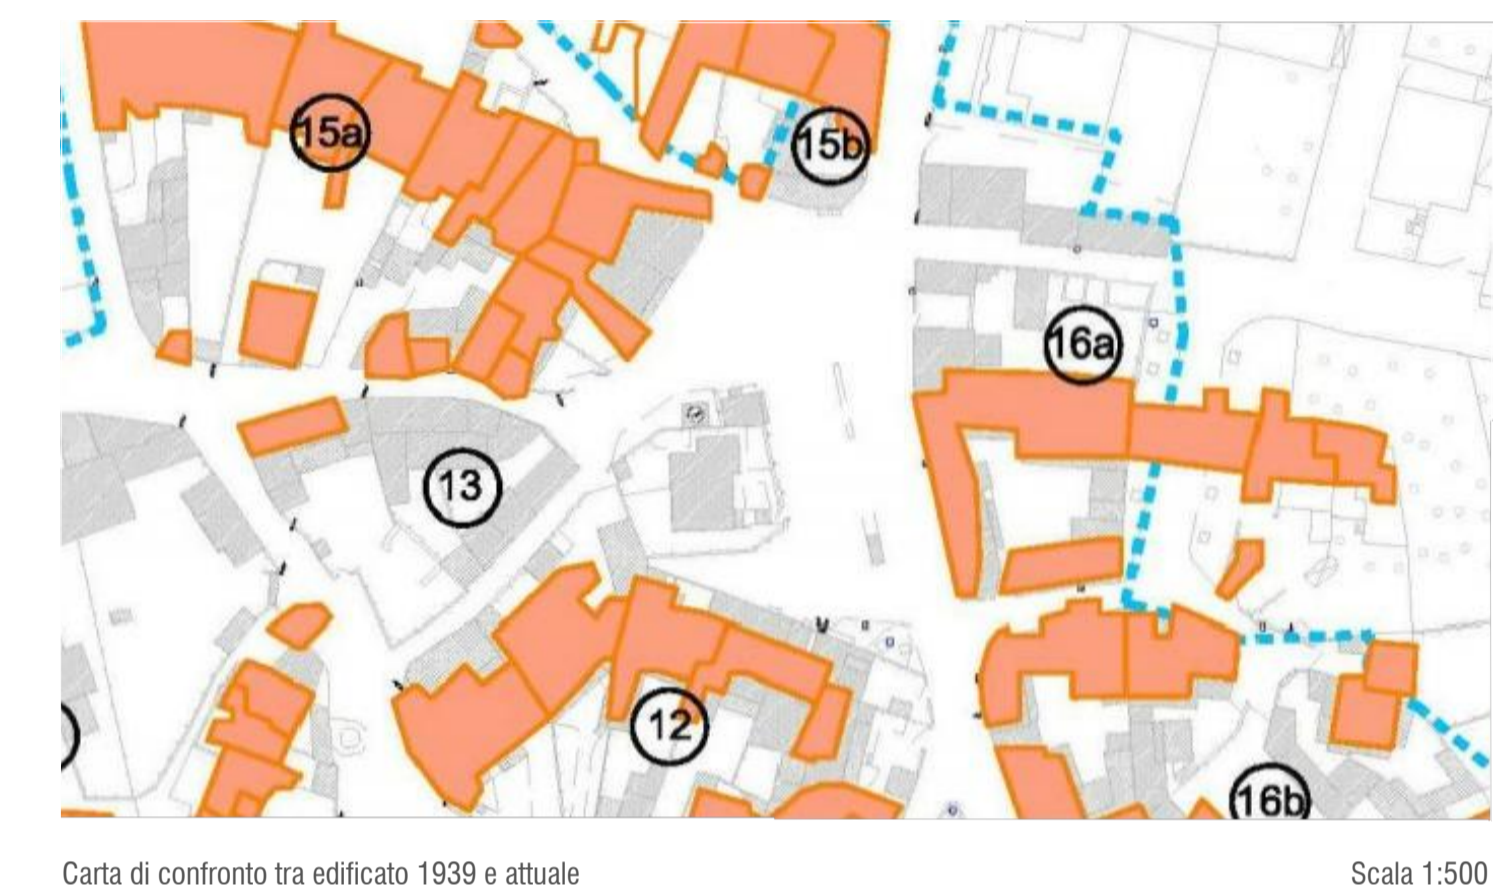 15a
15b
16a
13
12
16b
Carta di confronto tra edificato 1939 e attuale
Scala 1:500